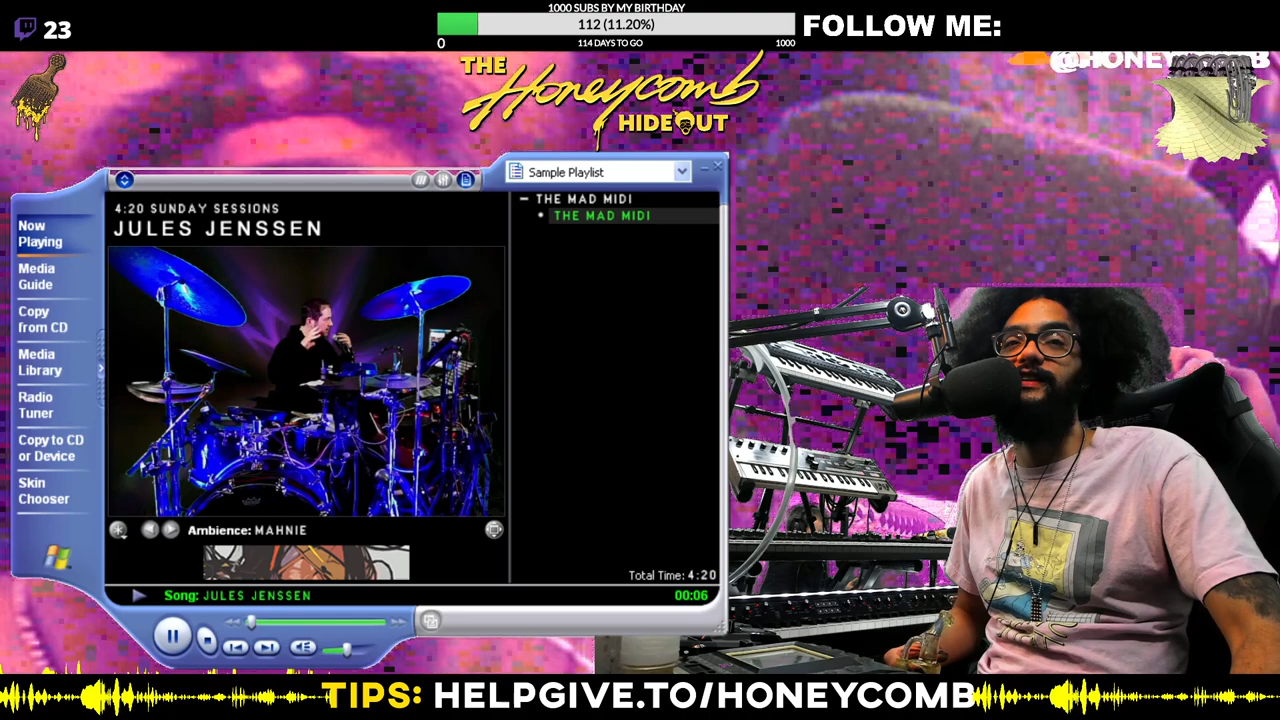 23
1000 SUBS BY MY BIRTHDAY
112 (11.20%)
0
114 DAYS TO GO
1000
FOLLOW ME:
@HONEYCOMB
THE
Honeycomb
HIDEOUT
Sample Playlist
4:20 SUNDAY SESSIONS
JULES JENSSEN
THE MAD MIDI
THE MAD MIDI
Now
Playing
Media
Guide
Copy
from CD
Media
Library
Radio
Tuner
Copy to CD
or Device
Skin
Chooser
Ambience: MAHNIE
Total Time: 4:20
Song: JULES JENSSEN
00:06
TIPS: HELPGIVE.TO/HONEYCOMB